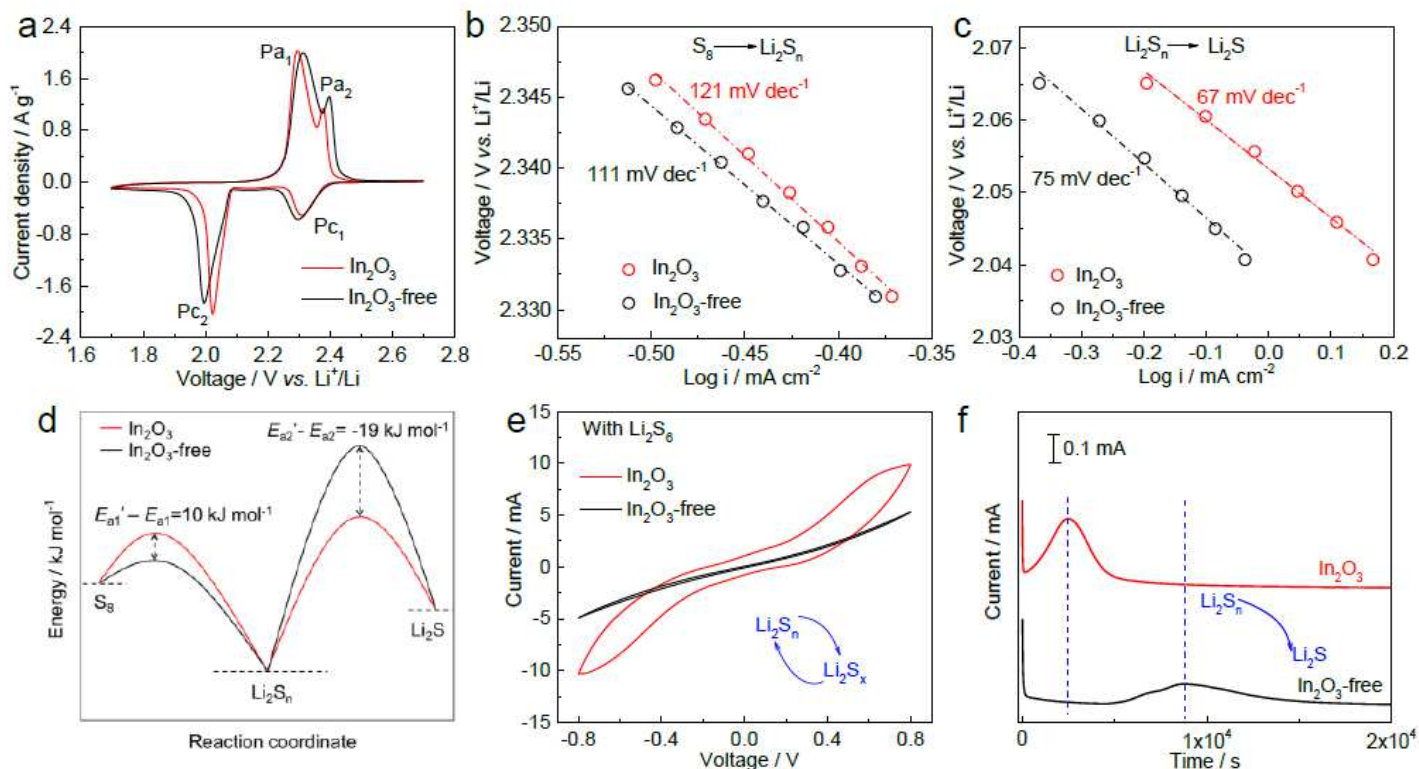 a
Current density / A g-1
2.4
1.6
0.8
0.0
-0.8
-1.6
-2.4
Pa1
Pa2
Pc1
Pc2
In2O3
In2O3-free
1.6 2.0 2.2 2.4 2.6 2.8
Voltage / V vs. Li+/Li
b
Voltage / V vs. Li+/Li
2.350
2.345
2.340
2.335
2.330
S8 Li2Sn
121 mV dec-1
111 mV dec-1
In2O3
In2O3-free
-0.55 -0.50 -0.45 -0.40 -0.35
Log i / mA cm-2
c
Voltage / V vs. Li+/Li
2.07
2.06
2.05
2.04
2.03
Li2Sn Li2S
67 mV dec-1
75 mV dec-1
In2O3
In2O3-free
-0.4 -0.3 -0.2 -0.1 0.0 0.1 0.2
Log i / mA cm-2
d
Energy / kJ mol-1
In2O3
In2O3-free
Ea2' - Ea2= -19 kJ mol-1
Ea1' – Ea1=10 kJ mol-1
S8
Li2Sn
Li2S
Reaction coordinate
e
Current / mA
15
10
5
0
-5
-10
-15
With Li2S6
In2O3
In2O3-free
Li2Sn
Li2Sx
-0.8 -0.4 0.0 0.4 0.8
Voltage / V
f
Current / mA
0.1 mA
In2O3
Li2Sn
Li2S
In2O3-free
0 1x10^4 2x10^4
Time / s